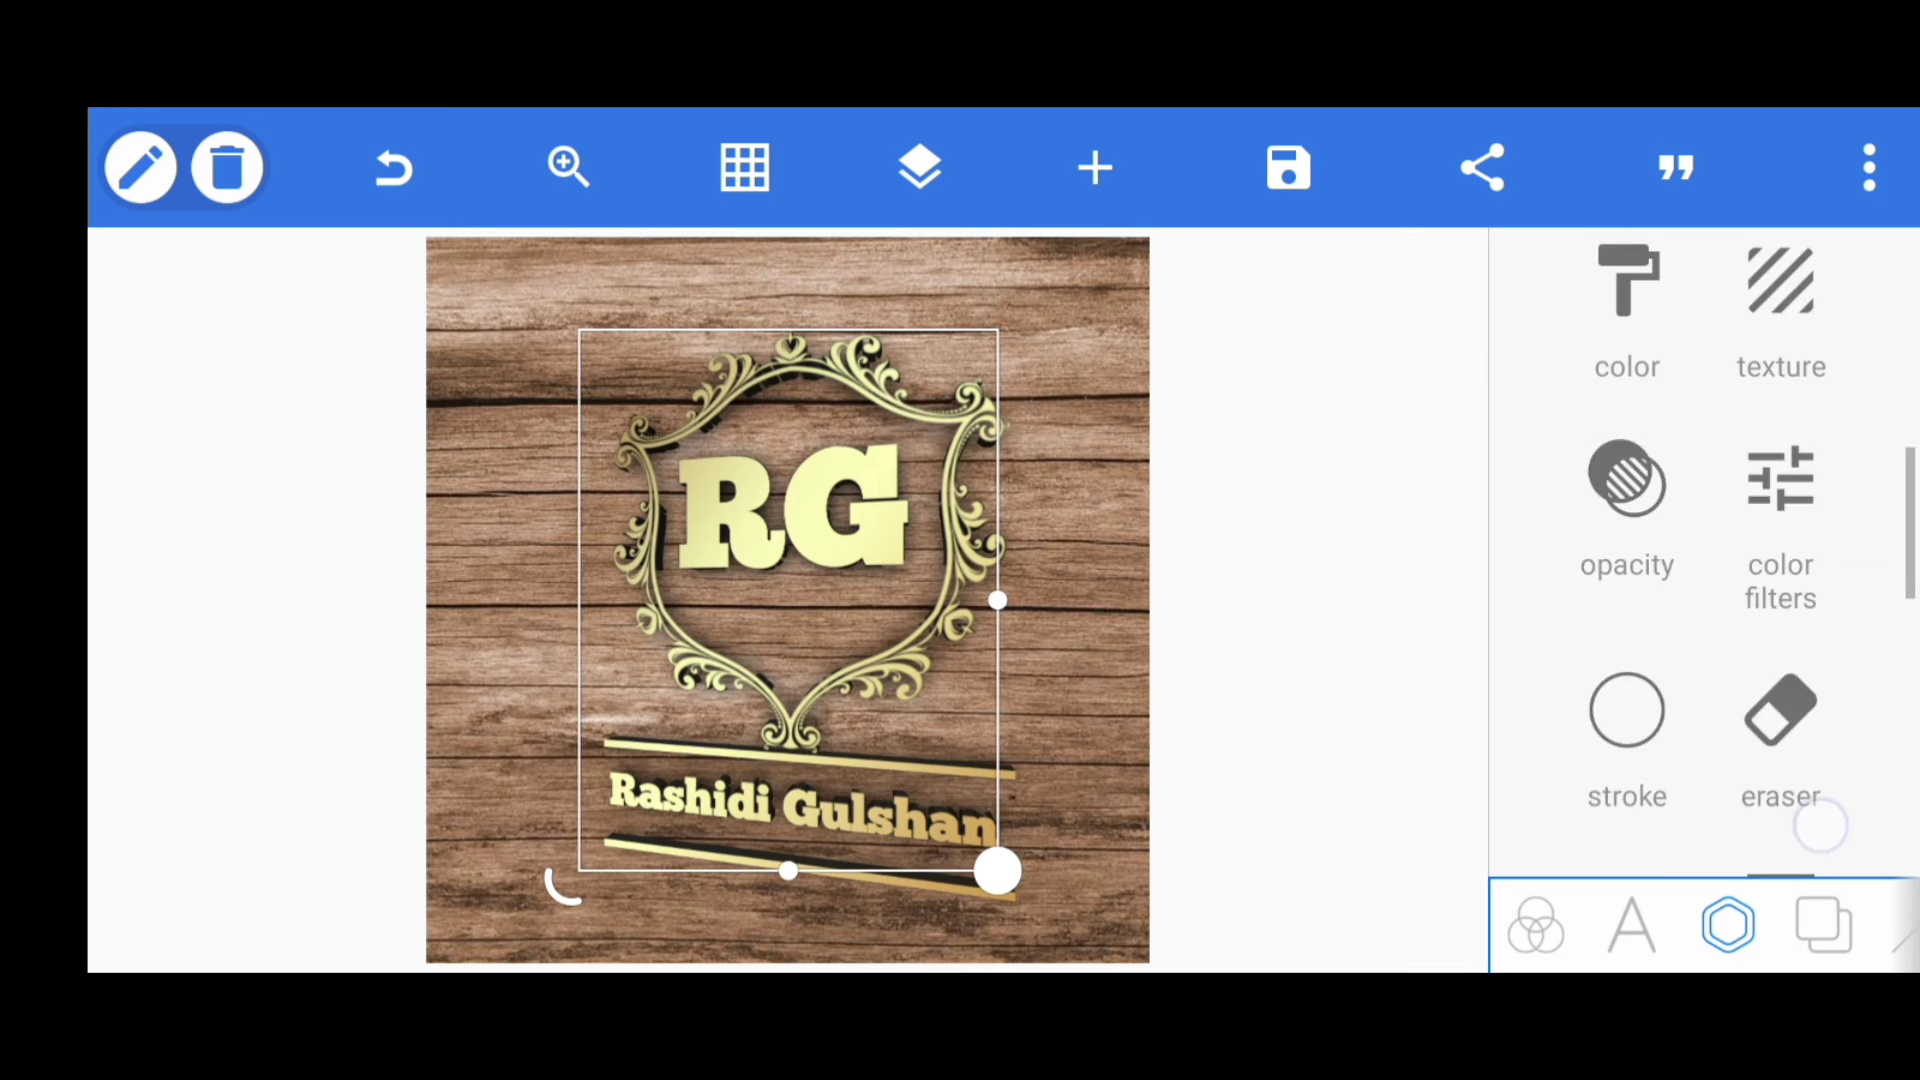 color texture
opacity color filters
stroke eraser
RG
Rashidi Gulshan